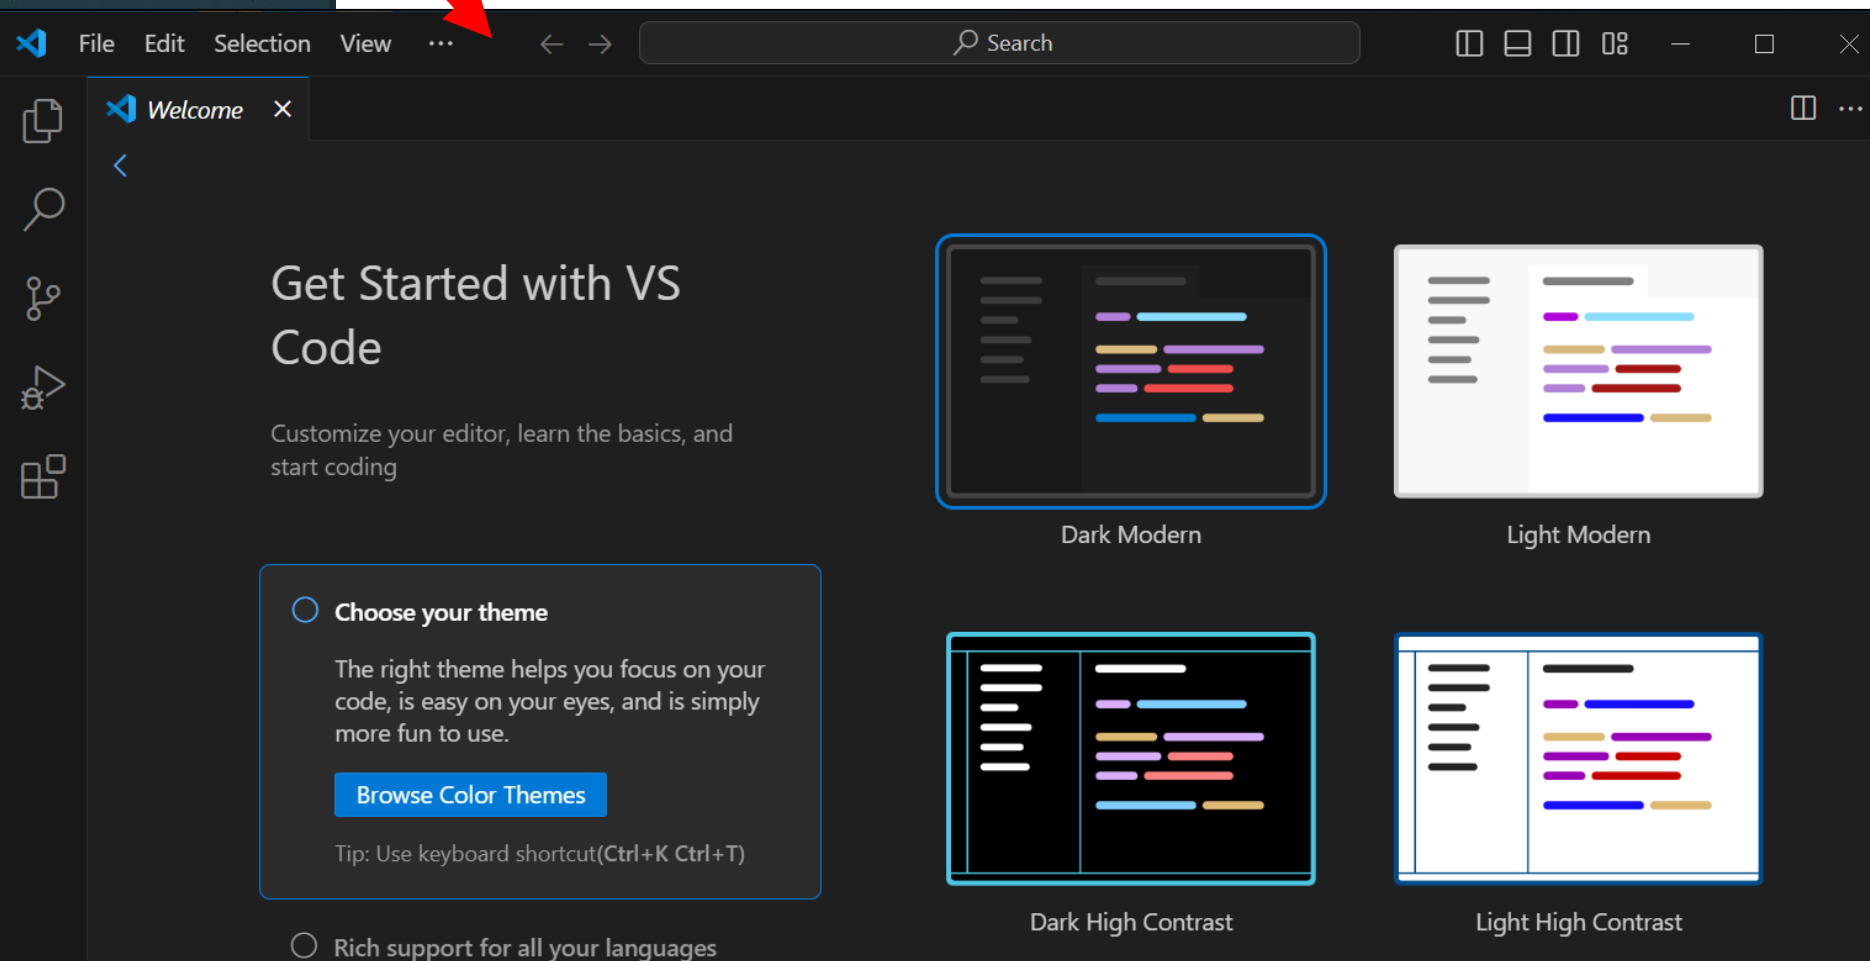 File Edit Selection View ··· Search
Welcome
Get Started with VS
Code
Customize your editor, learn the basics, and
start coding
Dark Modern
Light Modern
Choose your theme
The right theme helps you focus on your
code, is easy on your eyes, and is simply
more fun to use.
Browse Color Themes
Tip: Use keyboard shortcut(Ctrl+K Ctrl+T)
Dark High Contrast
Light High Contrast
Rich support for all your languages